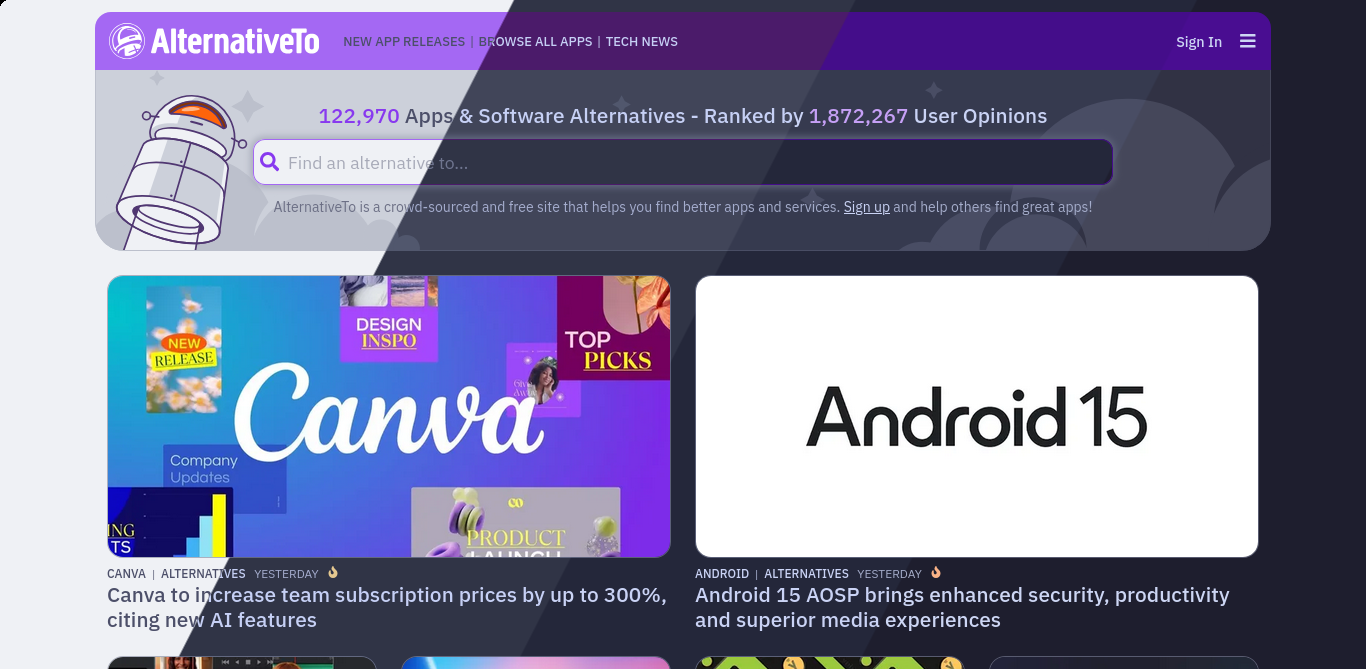 AlternativeTo
NEW APP RELEASES | BROWSE ALL APPS | TECH NEWS
Sign In
122,970 Apps & Software Alternatives - Ranked by 1,872,267 User Opinions
Find an alternative to...
AlternativeTo is a crowd-sourced and free site that helps you find better apps and services. Sign up and help others find great apps!
NEW
RELEASE
DESIGN
INSPO
TOP
PICKS
Canva
Company
Updates
ING
TS
PRODUCT
LAUNCH
Android 15
CANVA | ALTERNATIVES YESTERDAY
Canva to increase team subscription prices by up to 300%,
citing new AI features
ANDROID | ALTERNATIVES YESTERDAY
Android 15 AOSP brings enhanced security, productivity
and superior media experiences